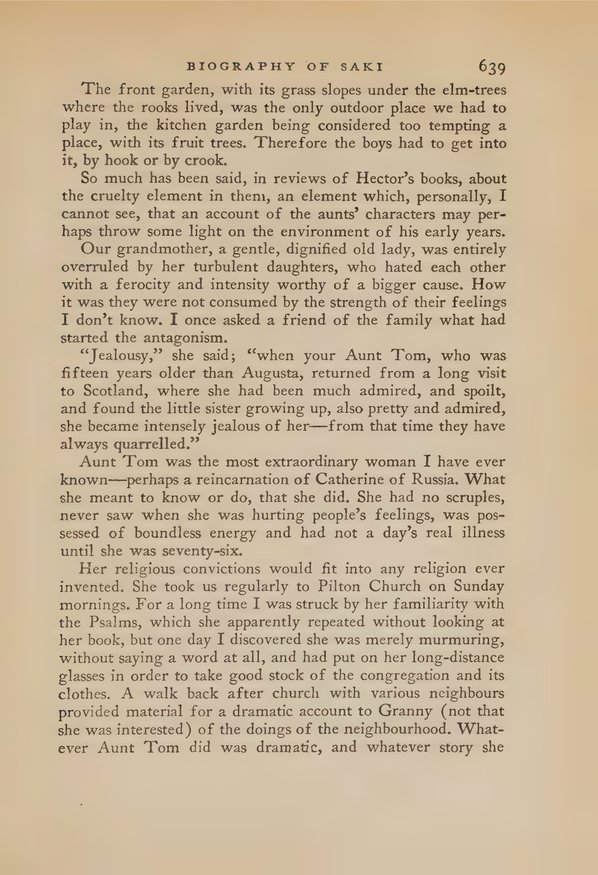 BIOGRAPHY OF SAKI 639
The front garden, with its grass slopes under the elm-trees
where the rooks lived, was the only outdoor place we had to
play in, the kitchen garden being considered too tempting a
place, with its fruit trees. Therefore the boys had to get into
it, by hook or by crook.
So much has been said, in reviews of Hector's books, about
the cruelty element in them, an element which, personally, I
cannot see, that an account of the aunts' characters may per-
haps throw some light on the environment of his early years.
Our grandmother, a gentle, dignified old lady, was entirely
overruled by her turbulent daughters, who hated each other
with a ferocity and intensity worthy of a bigger cause. How
it was they were not consumed by the strength of their feelings
I don't know. I once asked a friend of the family what had
started the antagonism.
“Jealousy,” she said; “when your Aunt Tom, who was
fifteen years older than Augusta, returned from a long visit
to Scotland, where she had been much admired, and spoilt,
and found the little sister growing up, also pretty and admired,
she became intensely jealous of her—from that time they have
always quarrelled.”
Aunt Tom was the most extraordinary woman I have ever
known—perhaps a reincarnation of Catherine of Russia. What
she meant to know or do, that she did. She had no scruples,
never saw when she was hurting people's feelings, was pos-
sessed of boundless energy and had not a day's real illness
until she was seventy-six.
Her religious convictions would fit into any religion ever
invented. She took us regularly to Pilton Church on Sunday
mornings. For a long time I was struck by her familiarity with
the Psalms, which she apparently repeated without looking at
her book, but one day I discovered she was merely murmuring,
without saying a word at all, and had put on her long-distance
glasses in order to take good stock of the congregation and its
clothes. A walk back after church with various neighbours
provided material for a dramatic account to Granny (not that
she was interested) of the doings of the neighbourhood. What-
ever Aunt Tom did was dramatic, and whatever story she